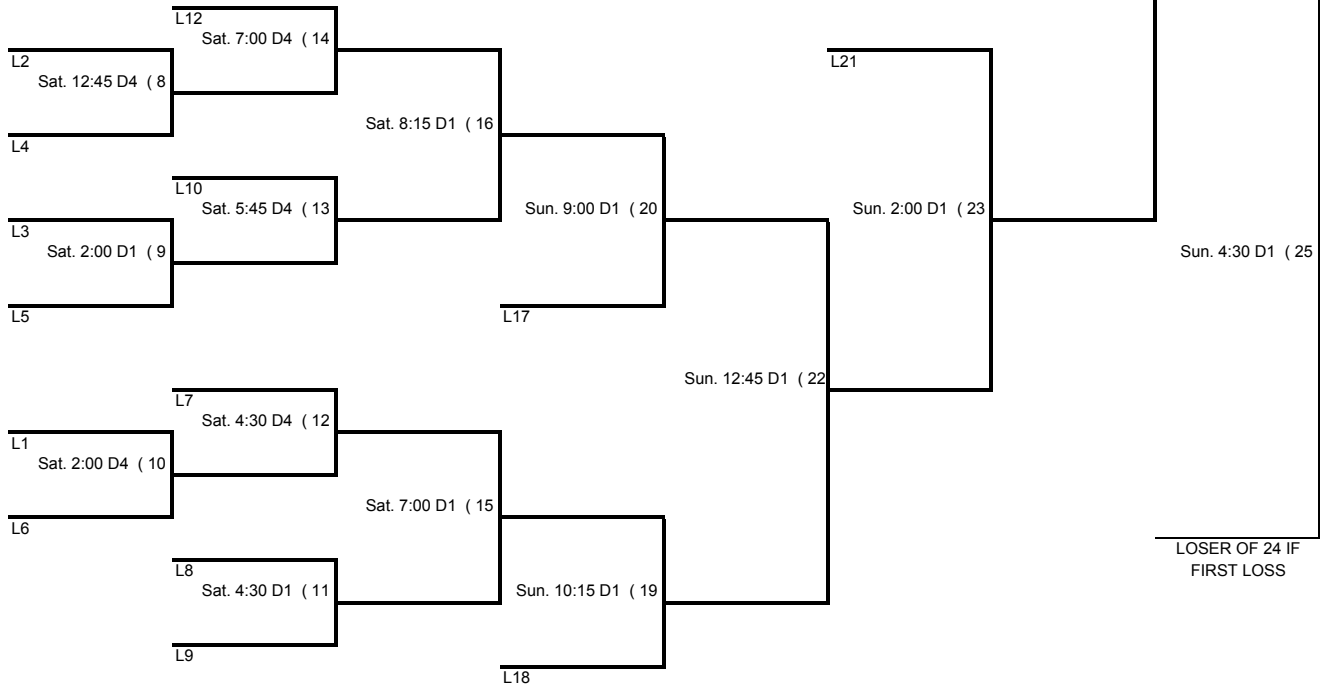 L12
Sat. 7:00 D4 ( 14
L2
L21
Sat. 12:45 D4 ( 8
Sat. 8:15 D1 ( 16
L4
L10
Sat. 5:45 D4 ( 13
Sun. 9:00 D1 ( 20
Sun. 2:00 D1 ( 23
L3
Sat. 2:00 D1 ( 9
Sun. 4:30 D1 ( 25
L5
L17
Sun. 12:45 D1 ( 22
L7
Sat. 4:30 D4 ( 12
L1
Sat. 2:00 D4 ( 10
Sat. 7:00 D1 ( 15
L6
LOSER OF 24 IF
FIRST LOSS
L8
Sat. 4:30 D1 ( 11
Sun. 10:15 D1 ( 19
L9
L18